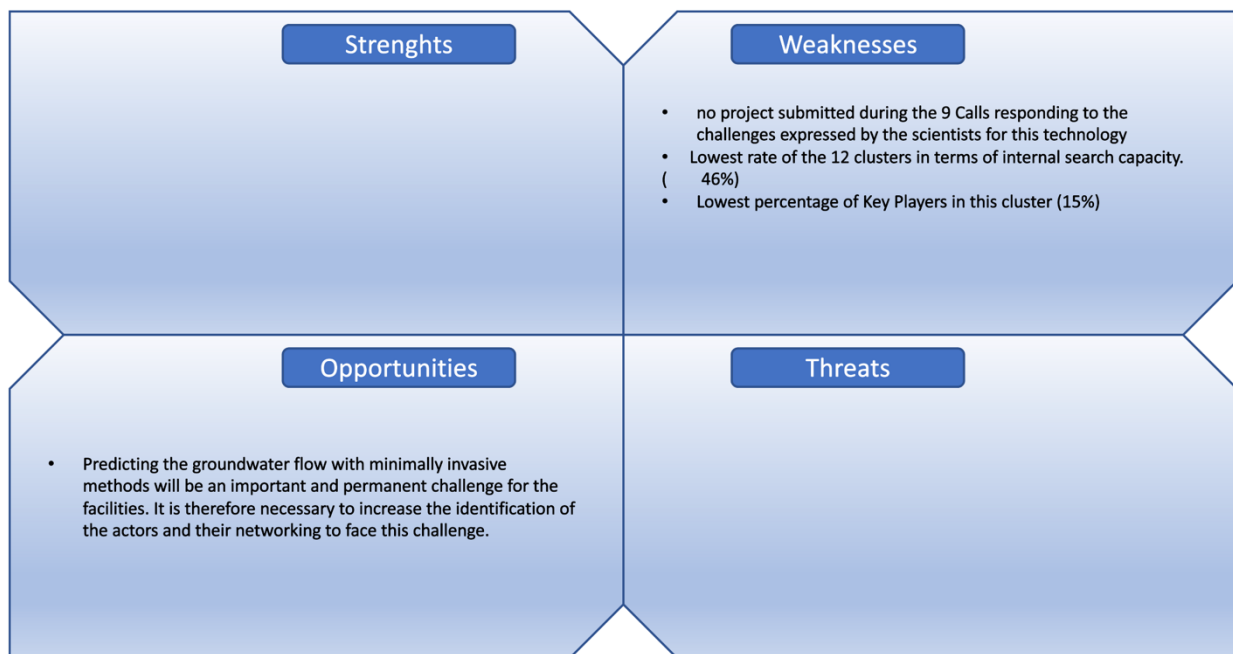 Strenghts
Weaknesses
• no project submitted during the 9 Calls responding to the
challenges expressed by the scientists for this technology
• Lowest rate of the 12 clusters in terms of internal search capacity.
( 46%)
• Lowest percentage of Key Players in this cluster (15%)
Opportunities
• Predicting the groundwater flow with minimally invasive
methods will be an important and permanent challenge for the
facilities. It is therefore necessary to increase the identification of
the actors and their networking to face this challenge.
Threats